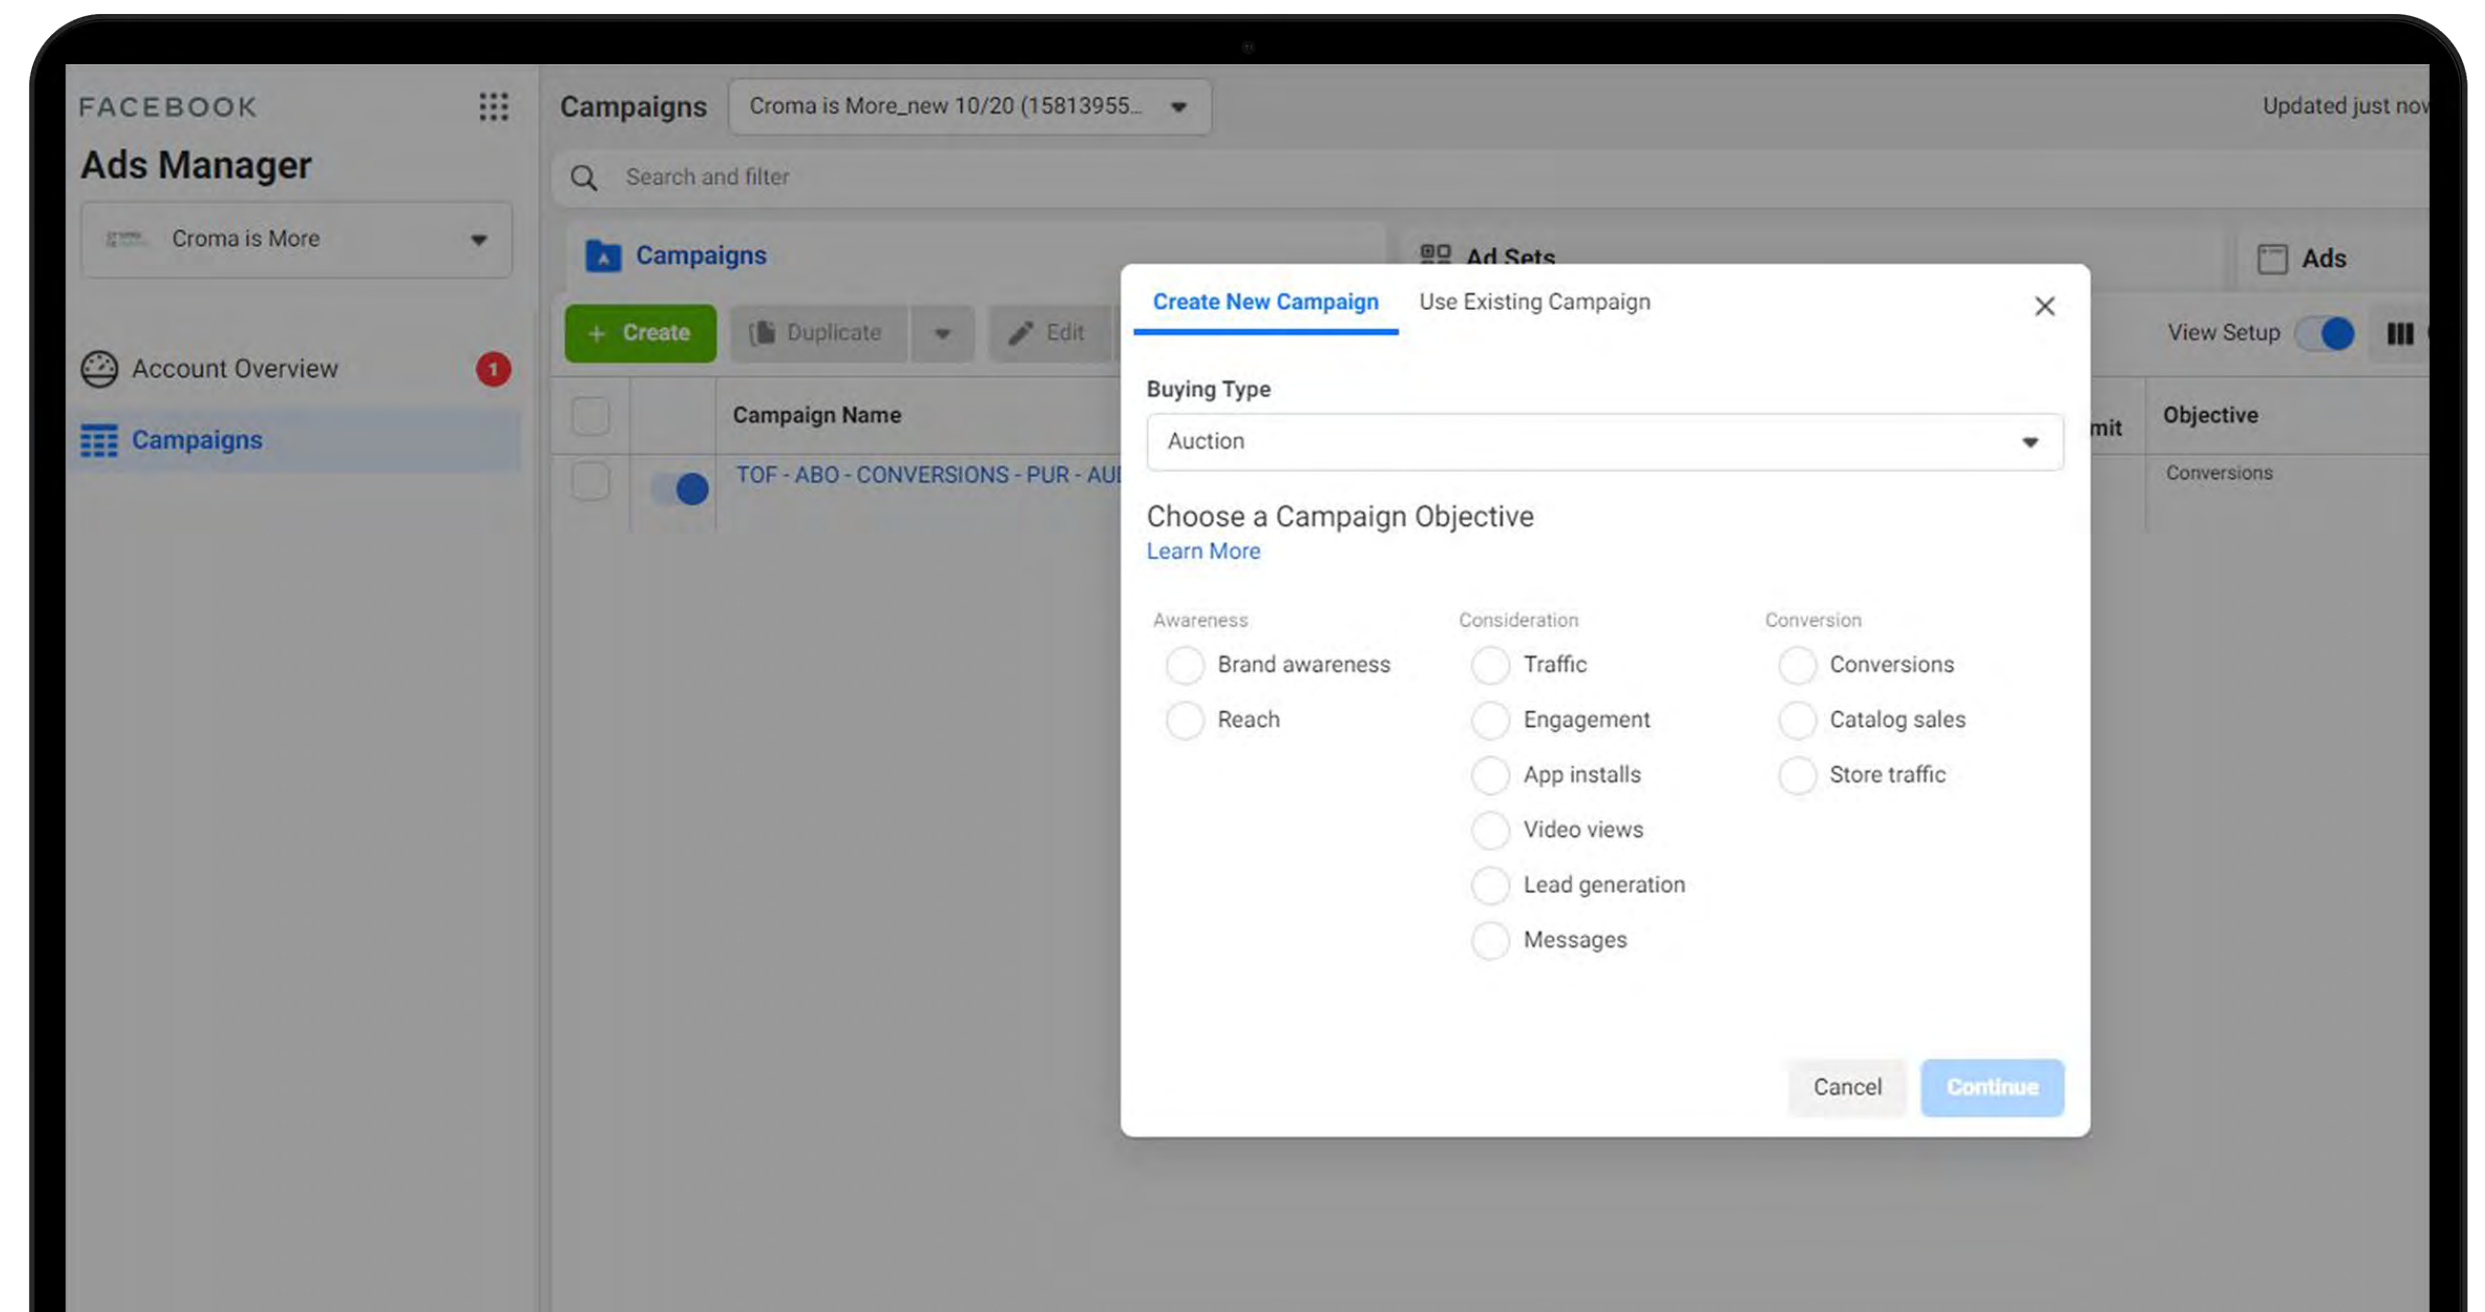 FACEBOOK
Ads Manager
Croma is More
Account Overview
1
Campaigns
Campaigns
Croma is More_new 10/20 (15813955...
Updated just now
Search and filter
Campaigns
Ad Sets
Ads
+ Create
Duplicate
Edit
View Setup
Campaign Name
mit
Objective
TOF - ABO - CONVERSIONS - PUR - AU
Conversions
Create New Campaign
Use Existing Campaign
Buying Type
Auction
Choose a Campaign Objective
Learn More
Awareness
Brand awareness
Reach
Consideration
Traffic
Engagement
App installs
Video views
Lead generation
Messages
Conversion
Conversions
Catalog sales
Store traffic
Cancel
Continue